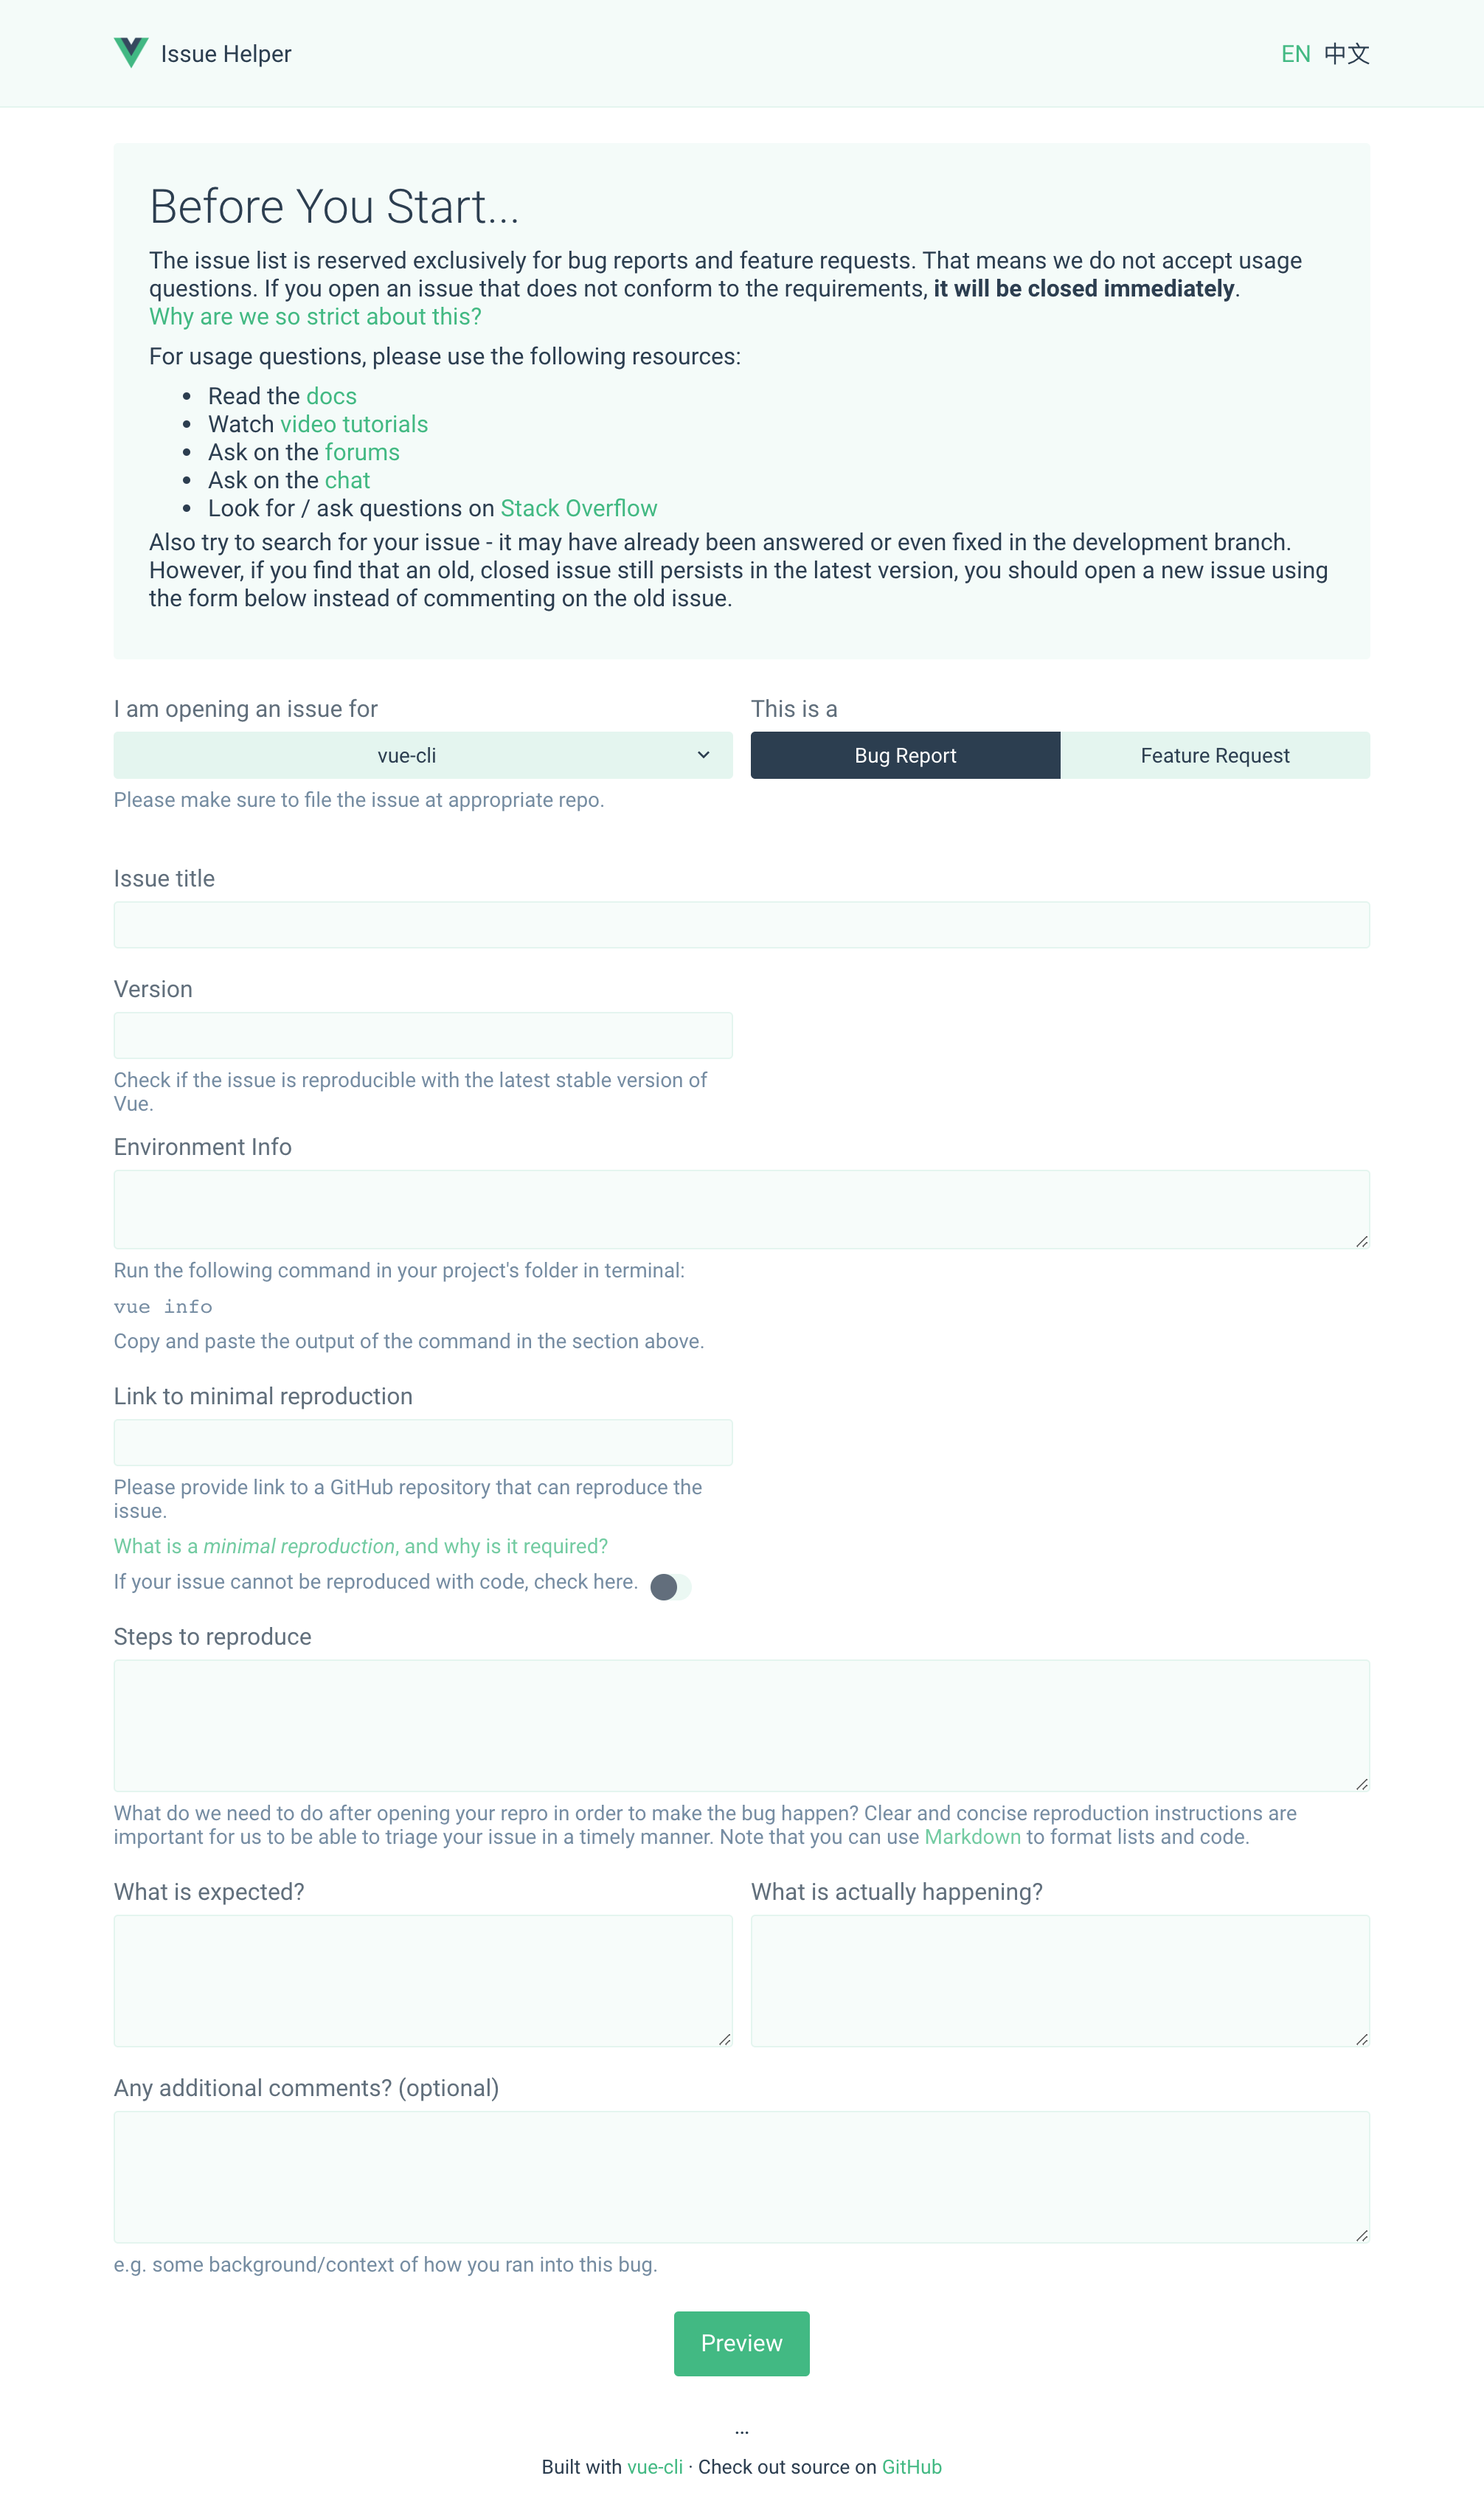 Issue Helper
EN 中文
Before You Start...
The issue list is reserved exclusively for bug reports and feature requests. That means we do not accept usage
questions. If you open an issue that does not conform to the requirements, it will be closed immediately.
Why are we so strict about this?
For usage questions, please use the following resources:
• Read the docs
• Watch video tutorials
• Ask on the forums
• Ask on the chat
• Look for / ask questions on Stack Overflow
Also try to search for your issue - it may have already been answered or even fixed in the development branch.
However, if you find that an old, closed issue still persists in the latest version, you should open a new issue using
the form below instead of commenting on the old issue.
I am opening an issue for
vue-cli
Please make sure to file the issue at appropriate repo.
This is a
Bug Report
Feature Request
Issue title
Version
Check if the issue is reproducible with the latest stable version of
Vue.
Environment Info
Run the following command in your project's folder in terminal:
vue info
Copy and paste the output of the command in the section above.
Link to minimal reproduction
Please provide link to a GitHub repository that can reproduce the
issue.
What is a minimal reproduction, and why is it required?
If your issue cannot be reproduced with code, check here.
Steps to reproduce
What do we need to do after opening your repro in order to make the bug happen? Clear and concise reproduction instructions are
important for us to be able to triage your issue in a timely manner. Note that you can use Markdown to format lists and code.
What is expected?
What is actually happening?
Any additional comments? (optional)
e.g. some background/context of how you ran into this bug.
Preview
...
Built with vue-cli · Check out source on GitHub